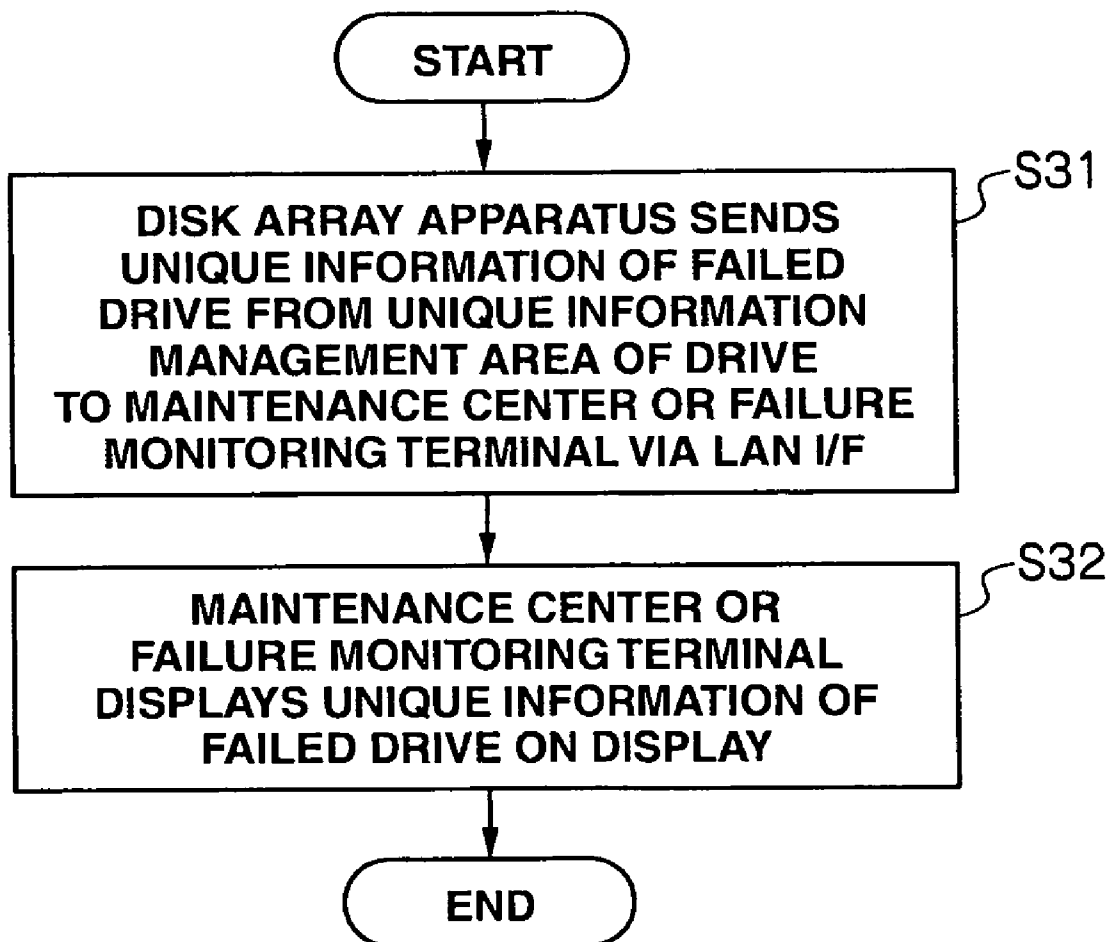 START
S31
DISK ARRAY APPARATUS SENDS
UNIQUE INFORMATION OF FAILED
DRIVE FROM UNIQUE INFORMATION
MANAGEMENT AREA OF DRIVE
TO MAINTENANCE CENTER OR FAILURE
MONITORING TERMINAL VIA LAN I/F
S32
MAINTENANCE CENTER OR
FAILURE MONITORING TERMINAL
DISPLAYS UNIQUE INFORMATION OF
FAILED DRIVE ON DISPLAY
END